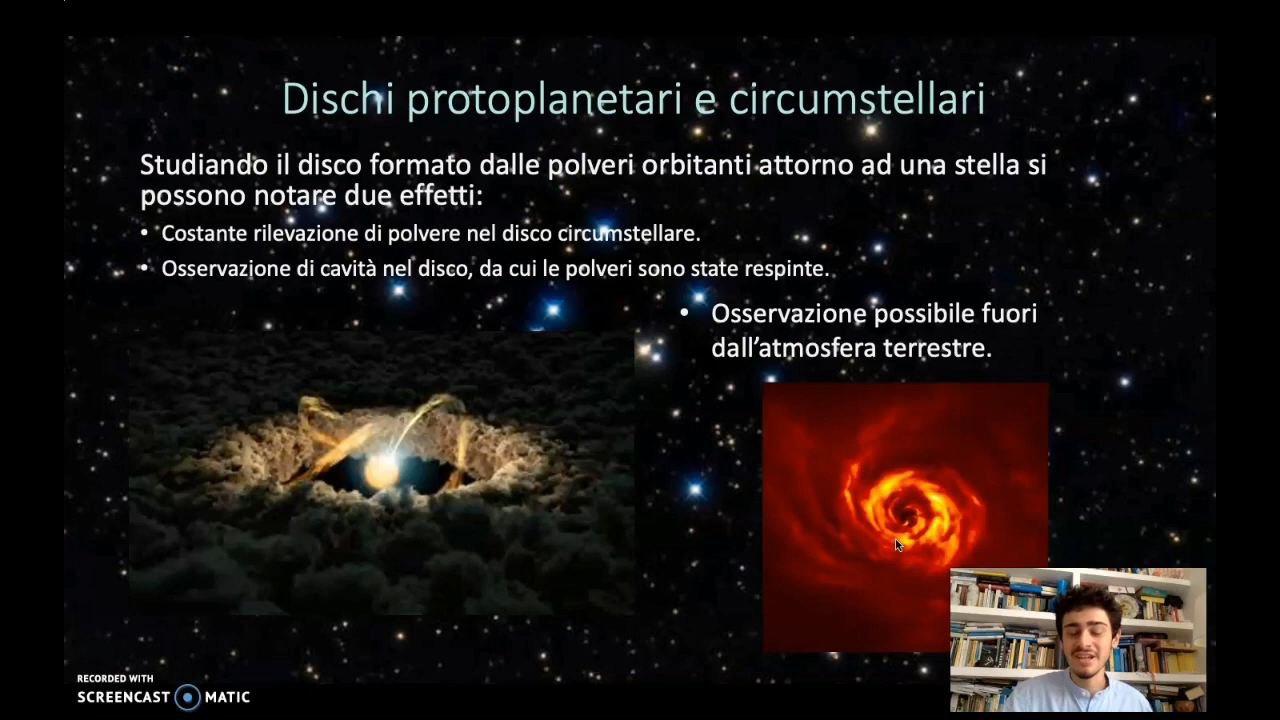 Dischi protoplanetari e circumstellari
Studiando il disco formato dalle polveri orbitanti attorno ad una stella si
possono notare due effetti:
• Costante rilevazione di polvere nel disco circumstellare.
• Osservazione di cavità nel disco, da cui le polveri sono state respinte.
• Osservazione possibile fuori
dall’atmosfera terrestre.
RECORDED WITH
SCREENCAST MATIC